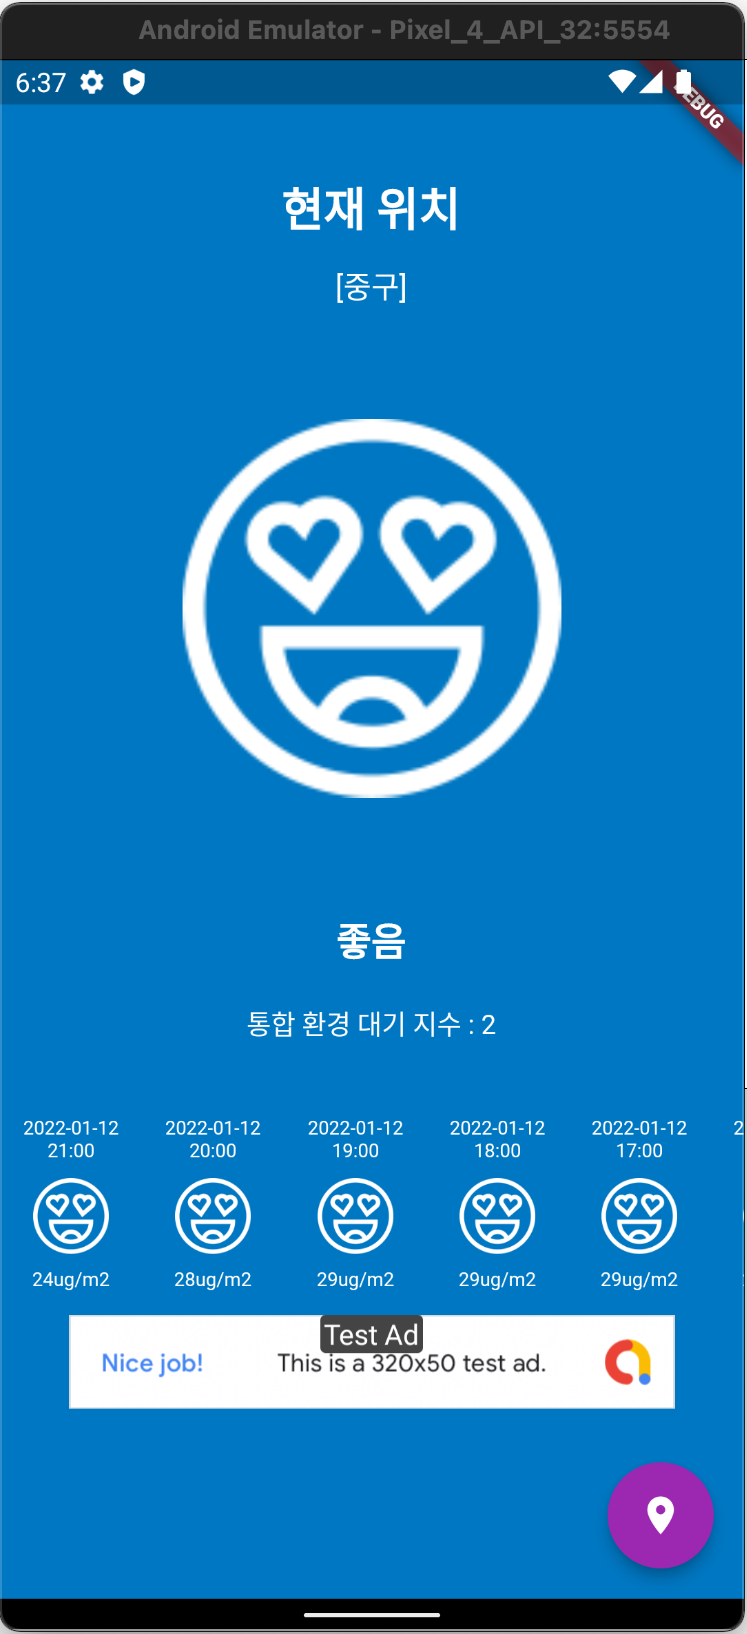 Android Emulator - Pixel_4_API_32:5554
6:37
DEBUG
현재 위치
[중구]
좋음
통합 환경 대기 지수 : 2
2022-01-12 2022-01-12 2022-01-12 2022-01-12 2022-01-12 2
21:00 20:00 19:00 18:00 17:00
24ug/m2 28ug/m2 29ug/m2 29ug/m2 29ug/m2
Test Ad
Nice job! This is a 320x50 test ad.